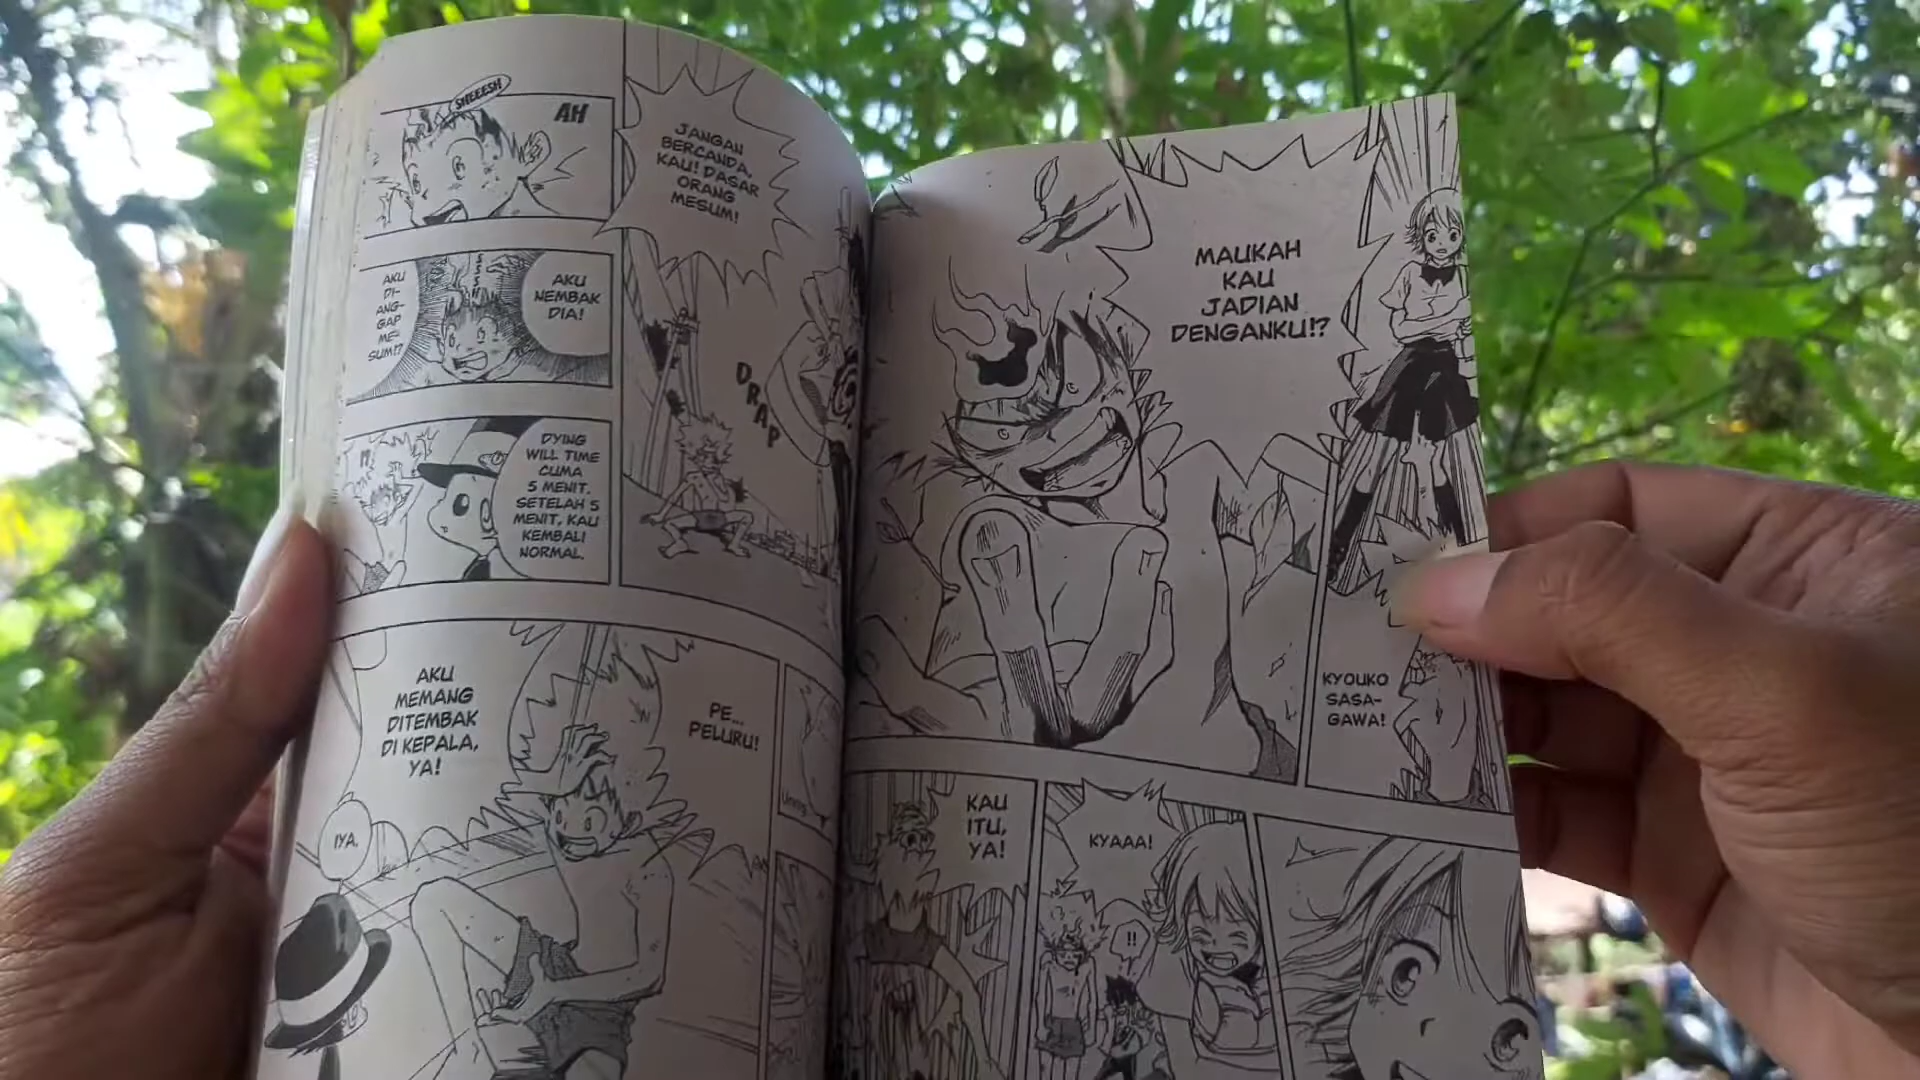 KYOUKO
SASA-
GAWA!
MAUKAH
KAU
JADIAN
DENGANKU!?
KYAAA!
!!
KAU
ITU,
YA!
JANGAN
BERCANDA,
KAU! DASAR
ORANG
MESUM!
DRAP
SHEEESH
AH
AKU
NEMBAK
DIA!
AKU
DI-
ANG-
GAP
ME-
SUM!?
DYING
WILL TIME
CUMA
5 MENIT.
SETELAH 5
MENIT, KAU
KEMBALI
NORMAL.
PE...
PELURU!
AKU
MEMANG
DITEMBAK
DI KEPALA,
YA!
IYA.